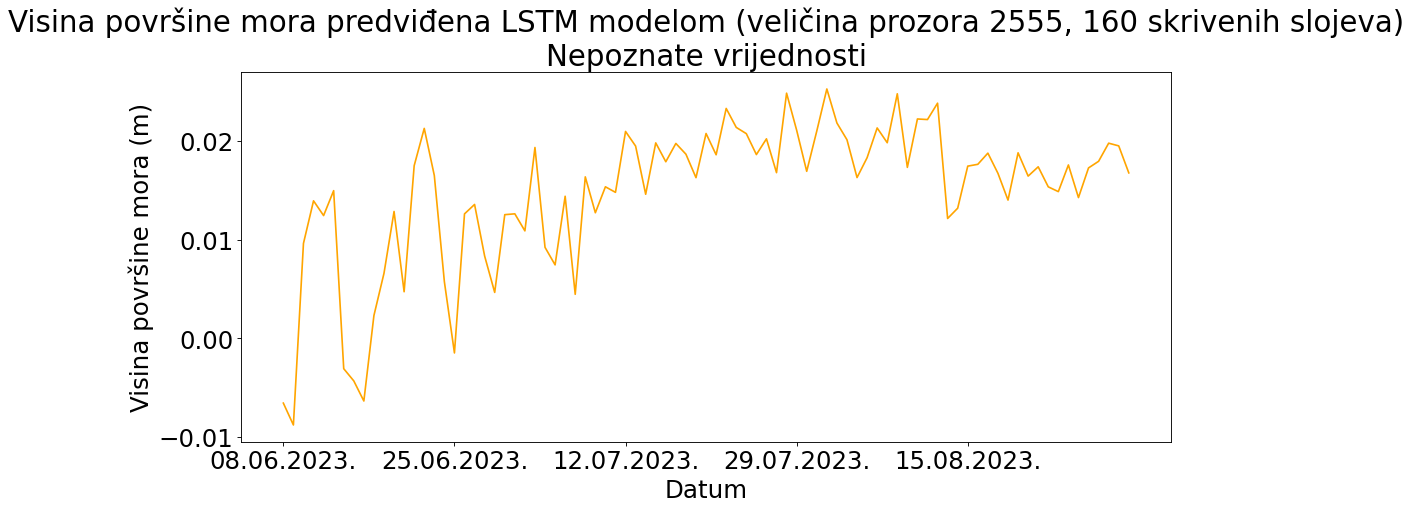 Visina površine mora predviđena LSTM modelom (veličina prozora 2555, 160 skrivenih slojeva)
Nepoznate vrijednosti
Visina površine mora (m)
0.02
0.01
0.00
−0.01
08.06.2023. 25.06.2023. 12.07.2023. 29.07.2023. 15.08.2023.
Datum